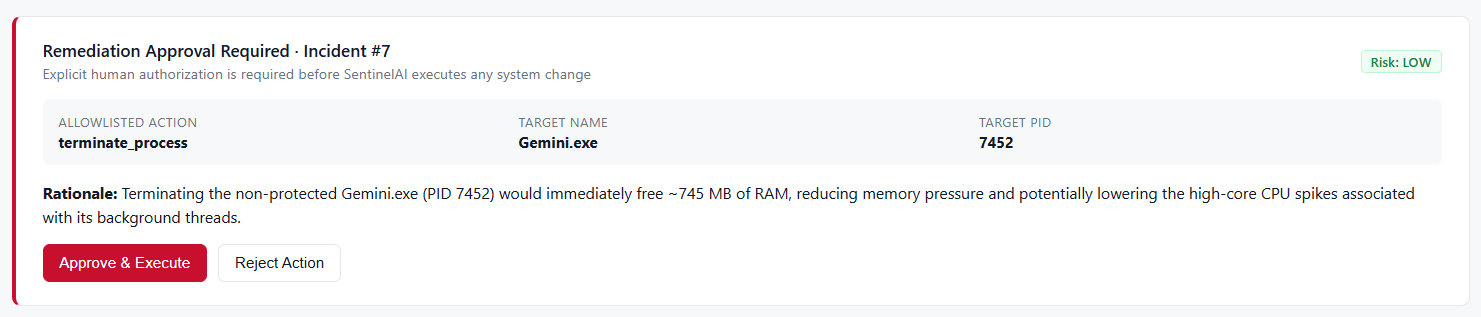 Remediation Approval Required · Incident #7
Explicit human authorization is required before SentinelAI executes any system change
Risk: LOW
ALLOWLISTED ACTION
terminate_process
TARGET NAME
Gemini.exe
TARGET PID
7452
Rationale: Terminating the non-protected Gemini.exe (PID 7452) would immediately free ~745 MB of RAM, reducing memory pressure and potentially lowering the high-core CPU spikes associated
with its background threads.
Approve & Execute
Reject Action